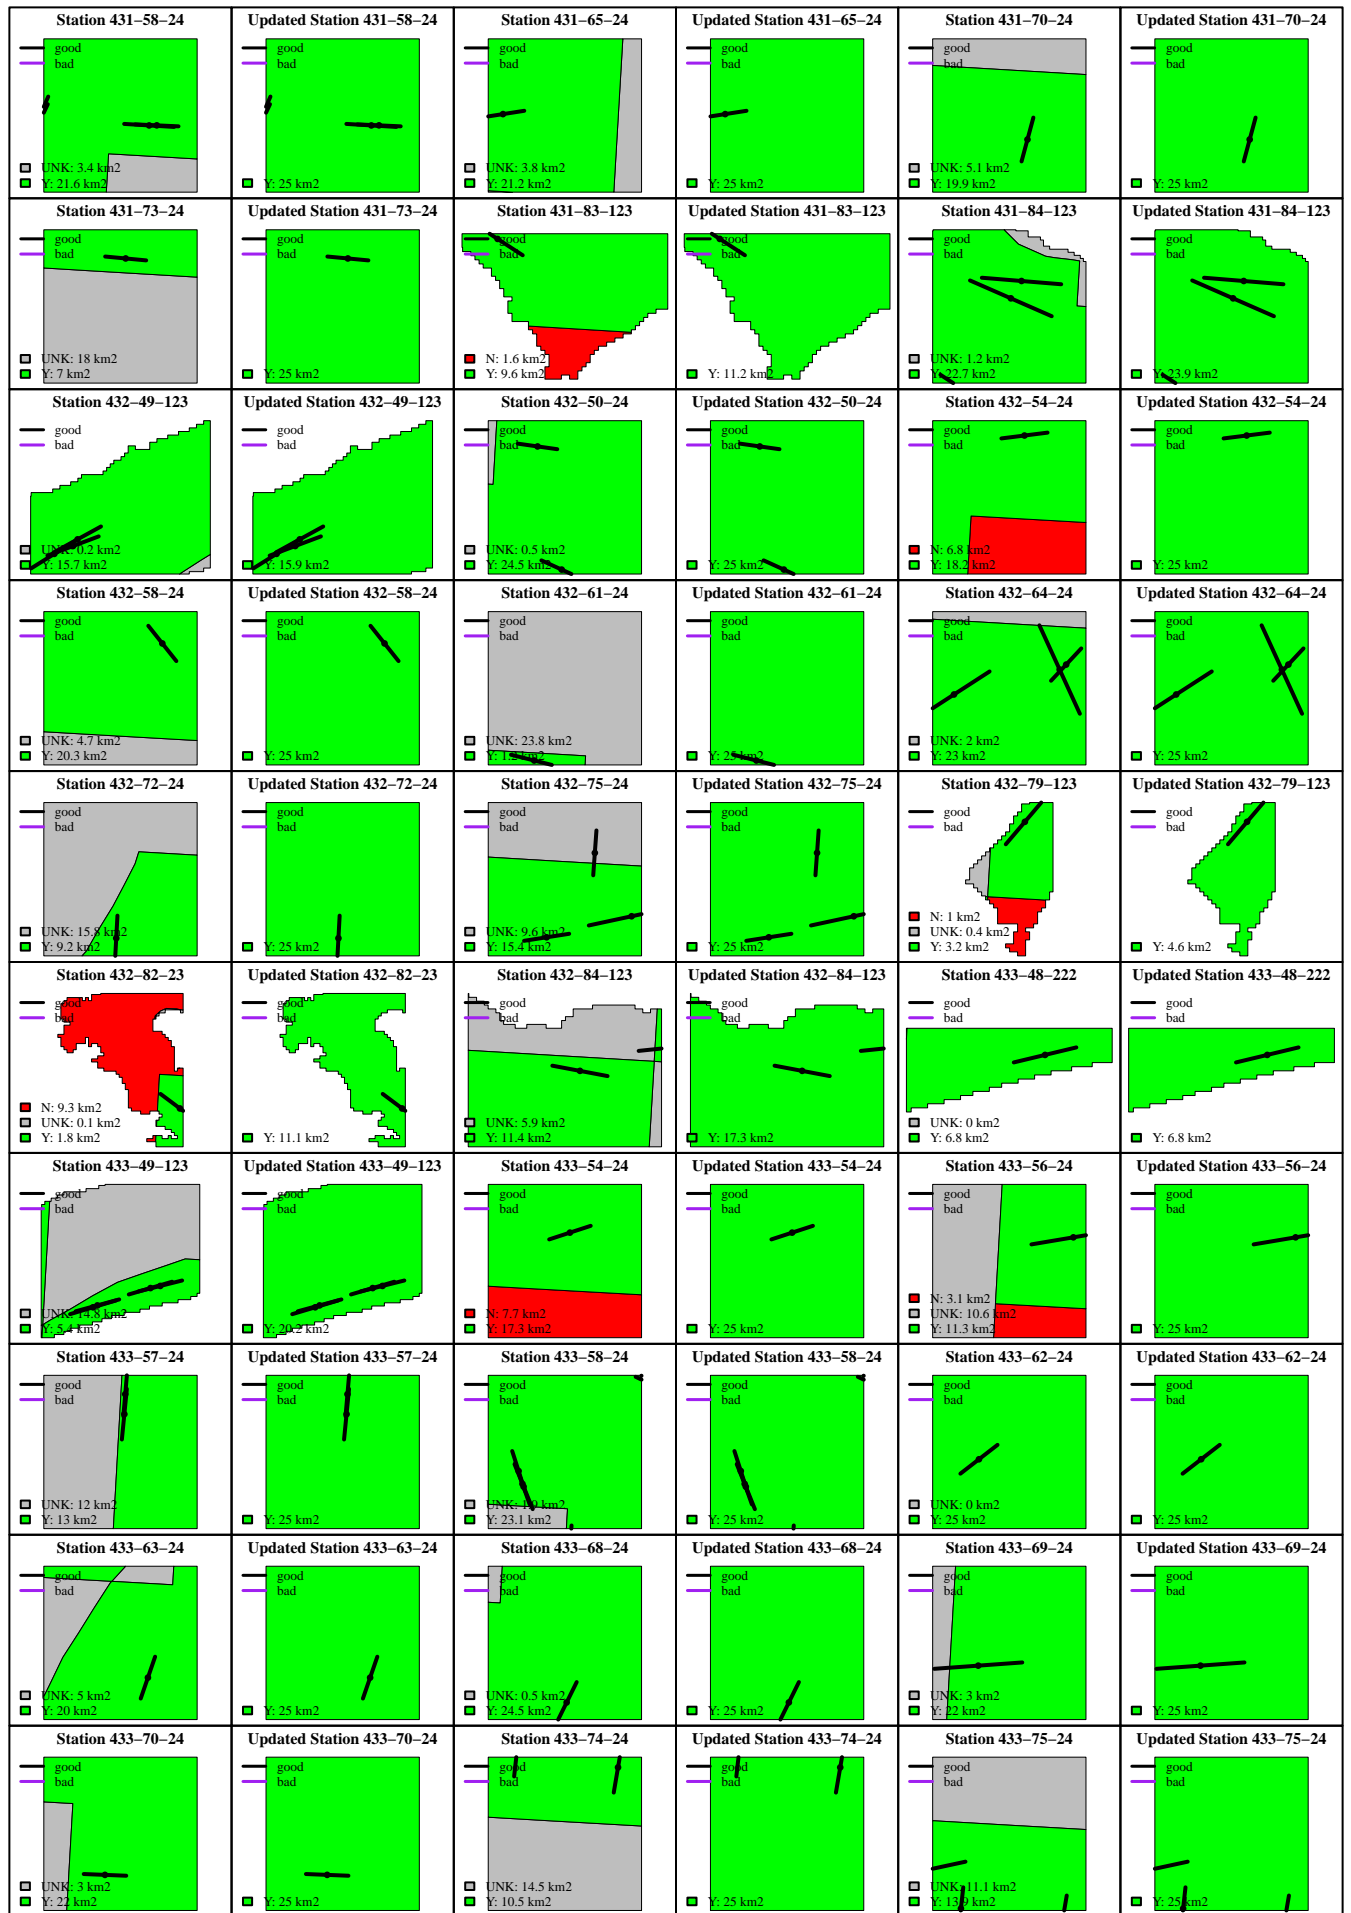 Station 431−58−24
good
bad
UNK: 3.4 km2
Y: 21.6 km2
Updated Station 431−58−24
good
bad
Y: 25 km2
Station 431−65−24
good
bad
UNK: 3.8 km2
Y: 21.2 km2
Updated Station 431−65−24
good
bad
Y: 25 km2
Station 431−70−24
good
bad
UNK: 5.1 km2
Y: 19.9 km2
Updated Station 431−70−24
good
bad
Y: 25 km2
Station 431−73−24
good
bad
UNK: 18 km2
Y: 7 km2
Updated Station 431−73−24
good
bad
Y: 25 km2
Station 431−83−123
good
bad
N: 1.6 km2
Y: 9.6 km2
Updated Station 431−83−123
good
bad
Y: 11.2 km2
Station 431−84−123
good
bad
UNK: 1.2 km2
Y: 22.7 km2
Updated Station 431−84−123
good
bad
Y: 23.9 km2
Station 432−49−123
good
bad
UNK: 0.2 km2
Y: 15.7 km2
Updated Station 432−49−123
good
bad
Y: 15.9 km2
Station 432−50−24
good
bad
UNK: 0.5 km2
Y: 24.5 km2
Updated Station 432−50−24
good
bad
Y: 25 km2
Station 432−54−24
good
bad
N: 6.8 km2
Y: 18.2 km2
Updated Station 432−54−24
good
bad
Y: 25 km2
Station 432−58−24
good
bad
UNK: 4.7 km2
Y: 20.3 km2
Updated Station 432−58−24
good
bad
Y: 25 km2
Station 432−61−24
good
bad
UNK: 23.8 km2
Y: 1.2 km2
Updated Station 432−61−24
good
bad
Y: 25 km2
Station 432−64−24
good
bad
UNK: 2 km2
Y: 23 km2
Updated Station 432−64−24
good
bad
Y: 25 km2
Station 432−72−24
good
bad
UNK: 15.8 km2
Y: 9.2 km2
Updated Station 432−72−24
good
bad
Y: 25 km2
Station 432−75−24
good
bad
UNK: 9.6 km2
Y: 15.4 km2
Updated Station 432−75−24
good
bad
Y: 25 km2
Station 432−79−123
good
bad
N: 1 km2
UNK: 0.4 km2
Y: 3.2 km2
Updated Station 432−79−123
good
bad
Y: 4.6 km2
Station 432−82−23
good
bad
N: 9.3 km2
UNK: 0.1 km2
Y: 1.8 km2
Updated Station 432−82−23
good
bad
Y: 11.1 km2
Station 432−84−123
good
bad
UNK: 5.9 km2
Y: 11.4 km2
Updated Station 432−84−123
good
bad
Y: 17.3 km2
Station 433−48−222
good
bad
UNK: 0 km2
Y: 6.8 km2
Updated Station 433−48−222
good
bad
Y: 6.8 km2
Station 433−49−123
good
bad
UNK: 14.8 km2
Y: 5.4 km2
Updated Station 433−49−123
good
bad
Y: 20.2 km2
Station 433−54−24
good
bad
N: 7.7 km2
Y: 17.3 km2
Updated Station 433−54−24
good
bad
Y: 25 km2
Station 433−56−24
good
bad
N: 3.1 km2
UNK: 10.6 km2
Y: 11.3 km2
Updated Station 433−56−24
good
bad
Y: 25 km2
Station 433−57−24
good
bad
UNK: 12 km2
Y: 13 km2
Updated Station 433−57−24
good
bad
Y: 25 km2
Station 433−58−24
good
bad
UNK: 1.9 km2
Y: 23.1 km2
Updated Station 433−58−24
good
bad
Y: 25 km2
Station 433−62−24
good
bad
UNK: 0 km2
Y: 25 km2
Updated Station 433−62−24
good
bad
Y: 25 km2
Station 433−63−24
good
bad
UNK: 5 km2
Y: 20 km2
Updated Station 433−63−24
good
bad
Y: 25 km2
Station 433−68−24
good
bad
UNK: 0.5 km2
Y: 24.5 km2
Updated Station 433−68−24
good
bad
Y: 25 km2
Station 433−69−24
good
bad
UNK: 3 km2
Y: 22 km2
Updated Station 433−69−24
good
bad
Y: 25 km2
Station 433−70−24
good
bad
UNK: 3 km2
Y: 22 km2
Updated Station 433−70−24
good
bad
Y: 25 km2
Station 433−74−24
good
bad
UNK: 14.5 km2
Y: 10.5 km2
Updated Station 433−74−24
good
bad
Y: 25 km2
Station 433−75−24
good
bad
UNK: 11.1 km2
Y: 13.9 km2
Updated Station 433−75−24
good
bad
Y: 25 km2